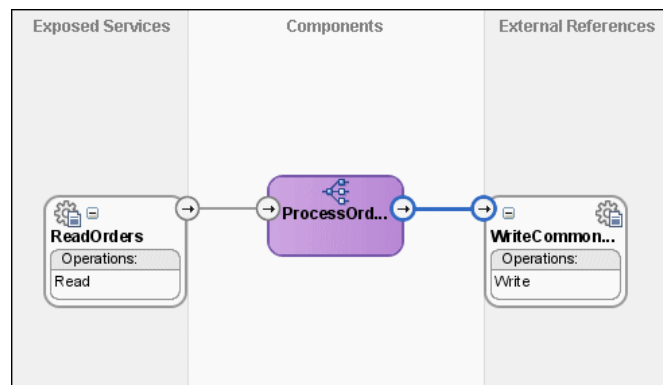 Exposed Services
Components
External References
ReadOrders
Operations:
Read
ProcessOrd...
WriteCommon...
Operations:
Write